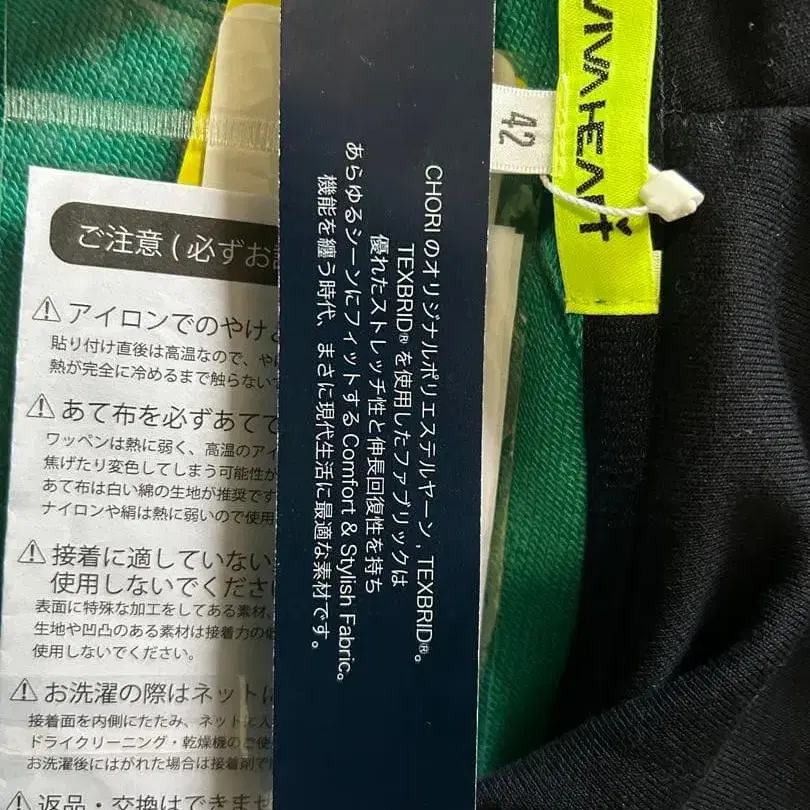 ご注意 ( 必ずお
アイロンでのやけ
貼り付け直後は高温なので、や
熱が完全に冷めるまで触らない
あて布を必ずあてて
ワッペンは熱に弱く、高温のアイ
焦げたり変色してしまう可能性が
あて布は白い綿の生地が推奨です
ナイロンや絹は熱に弱いので使用
接着に適していない
使用しないでくださ
表面に特殊な加工をしてある素材、
生地や凹凸のある素材は接着力の
使用しないでください。
お洗濯の際はネットに
接着面を内側にたたみ、ネットに入
ドライクリーニング・乾燥機のご使
お洗濯後にはがれた場合は接着剤で
返品・交換はできませ
CHORI のオリジナルポリエステルヤーン, TEXBRID®。
TEXBRID® を使用したファブリックは
優れたストレッチ性と伸長回復性を持ち
あらゆるシーンにフィットする Comfort & Stylish Fabric。
機能を纏う時代、まさに現代生活に最適な素材です。
42
VIVAHEART